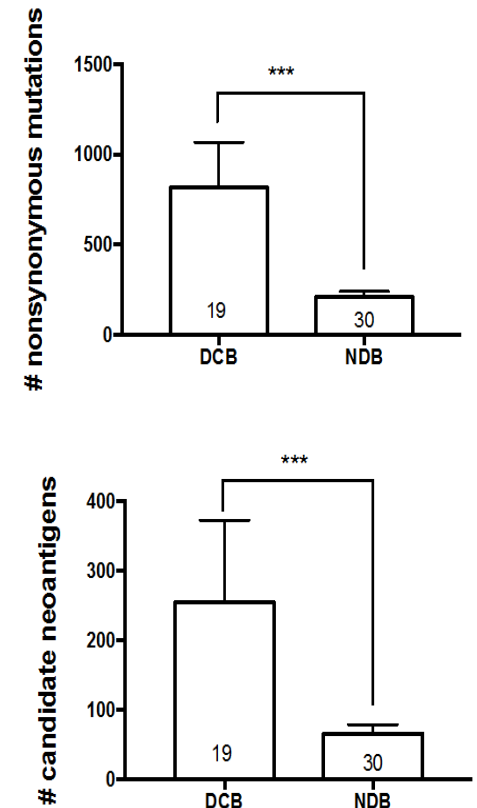 # nonsynonymous mutations
1500
1000
500
0
***
19
30
DCB
NDB
# candidate neoantigens
400
300
200
100
0
***
19
30
DCB
NDB